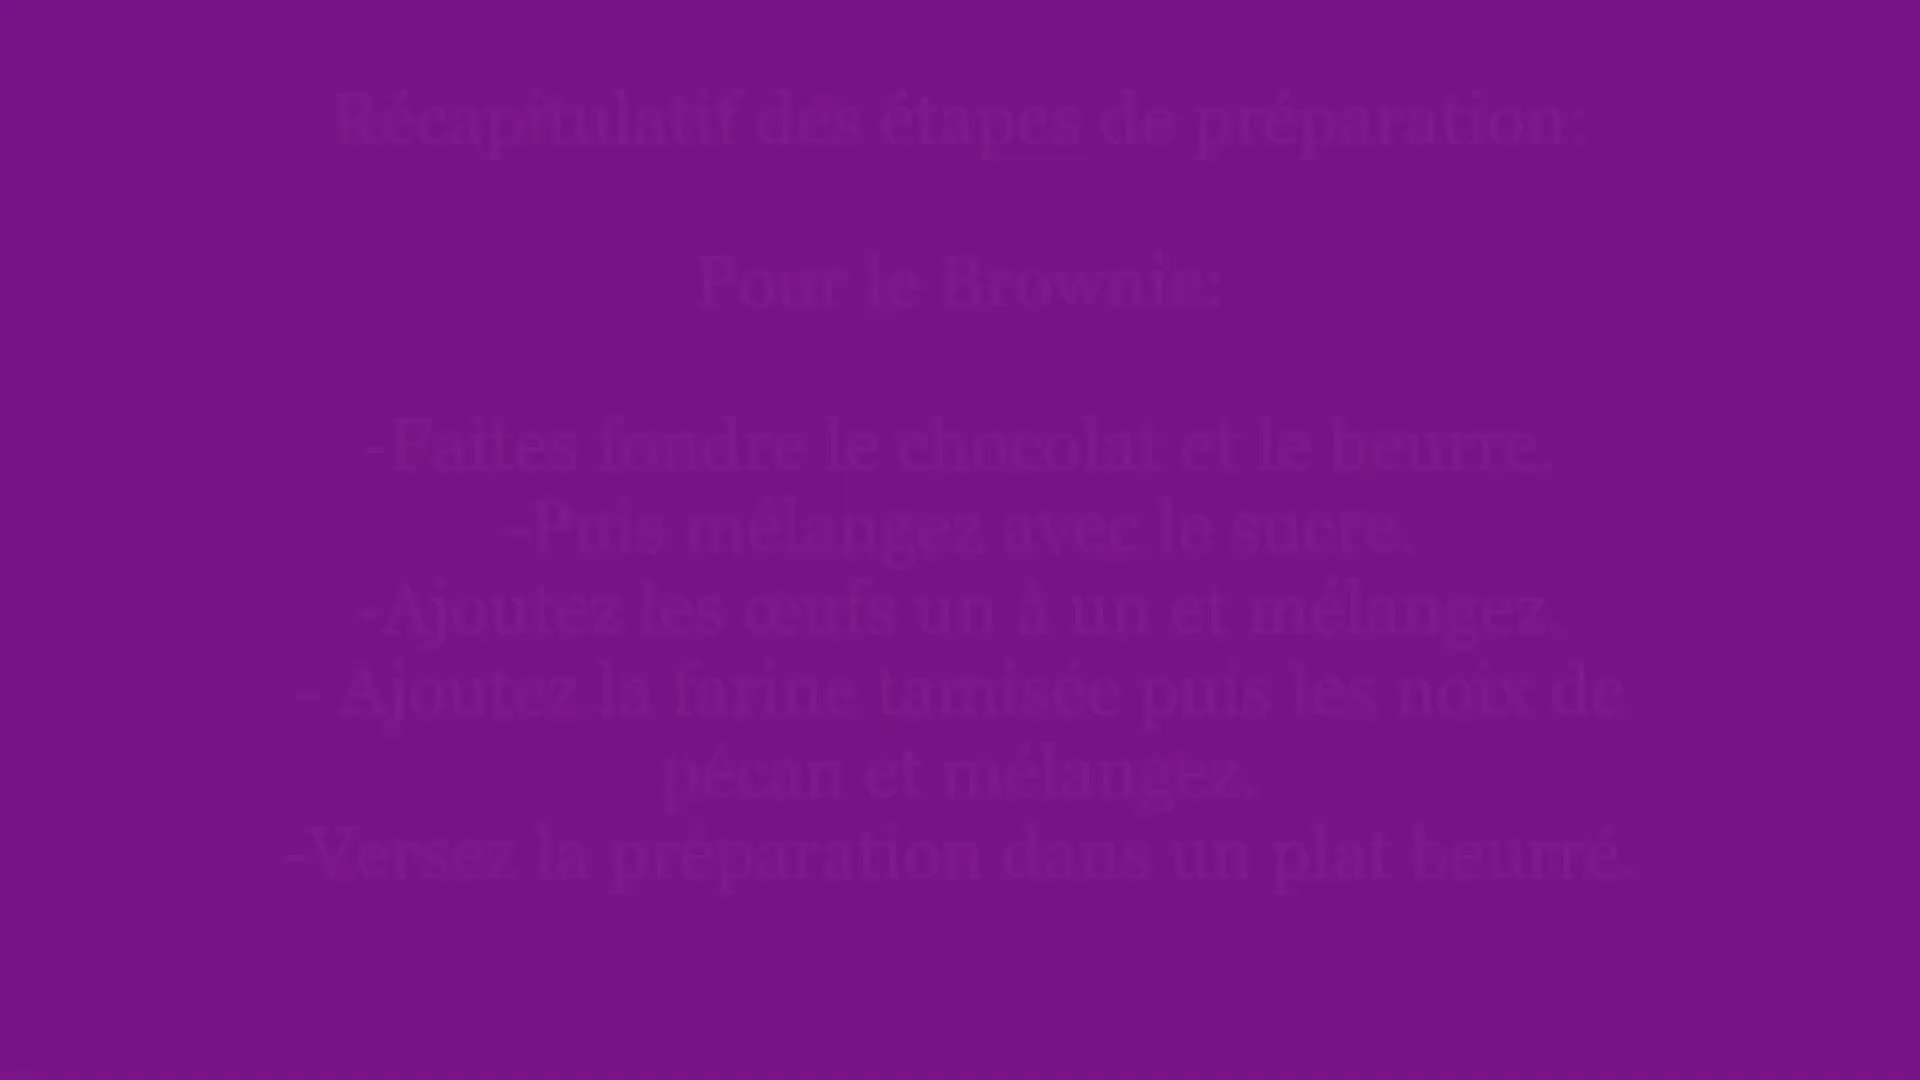 Récapitulatif des étapes de préparation:
Pour le Brownie:
-Faites fondre le chocolat et le beurre.
-Puis mélangez avec le sucre.
-Ajoutez les œufs un à un et mélangez.
- Ajoutez la farine tamisée puis les noix de
pécan et mélangez.
-Versez la préparation dans un plat beurré.